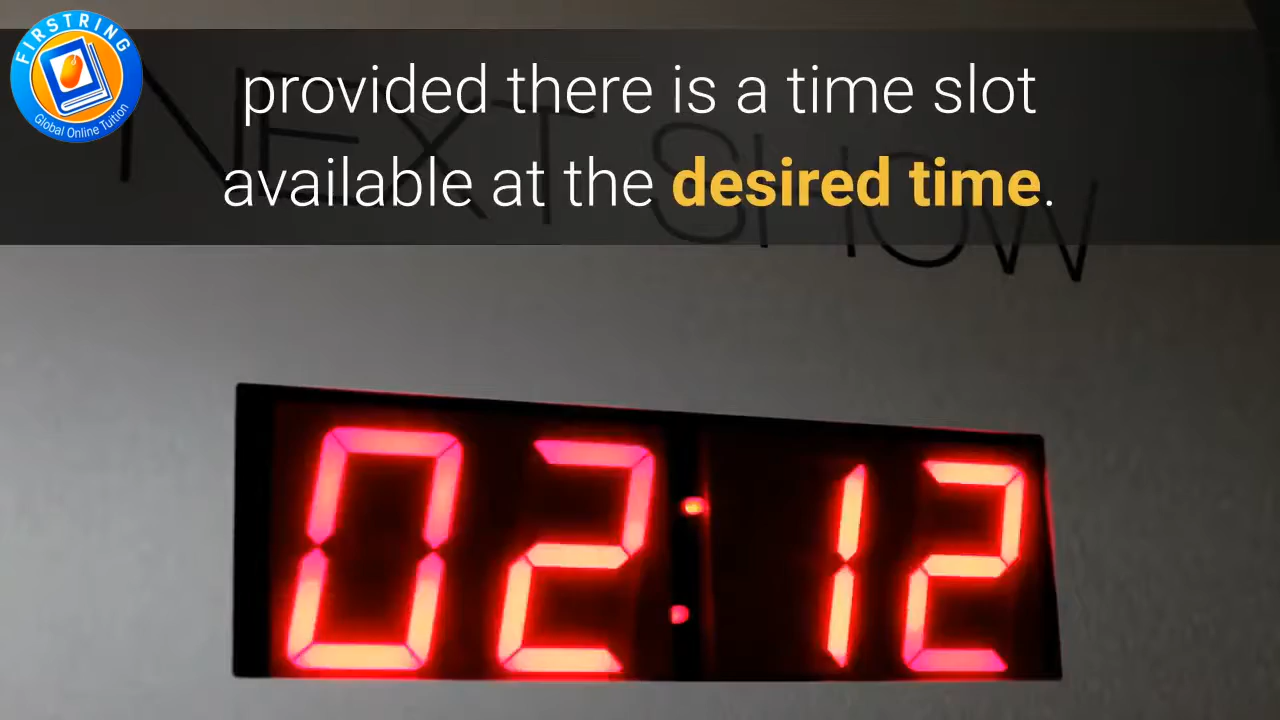 FIRSTRING
Global Online Tuition
provided there is a time slot
available at the desired time.
NEXT SHOW
02:12